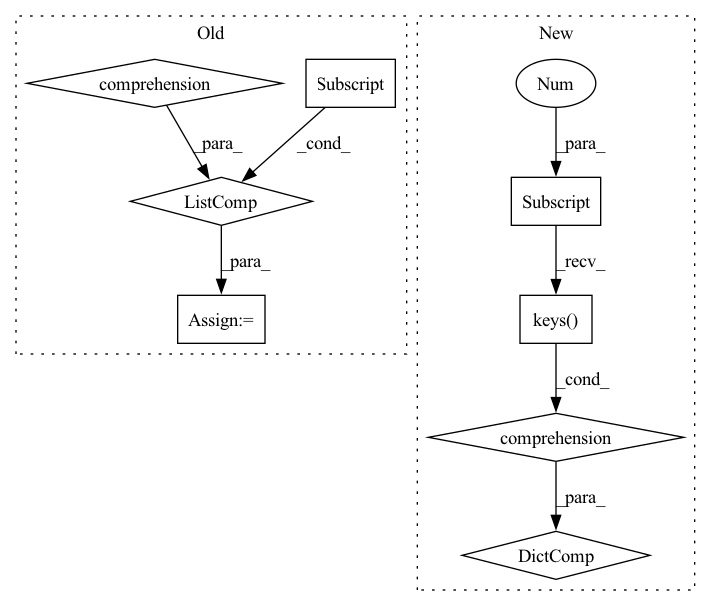 Old
comprehension
Subscript
_para_
_cond_
ListComp
_para_
Assign:=
New
Num
_para_
Subscript
_recv_
keys()
_cond_
comprehension
_para_
DictComp